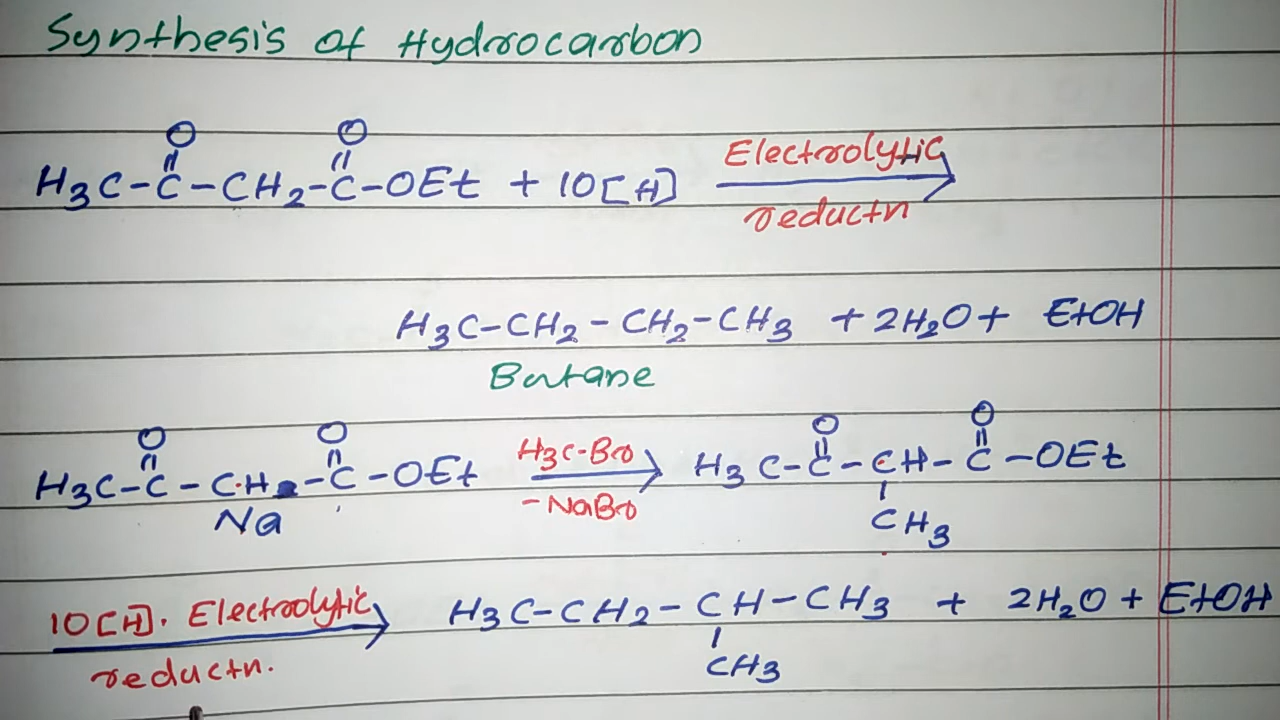 Synthesis of Hydrocarbon
O O
H3C-C-CH2-C-OEt + 10[H] Electrolytic
reductn
H3C-CH2-CH2-CH3 + 2H2O + EtOH
Butane
O O O O
H3C-C-CH-C-OEt H3C-Br H3C-C-CH-C-OEt
Na -NaBr CH3
10[H]. Electrolytic H3C-CH2-CH-CH3 + 2H2O + EtOH
reductn. CH3